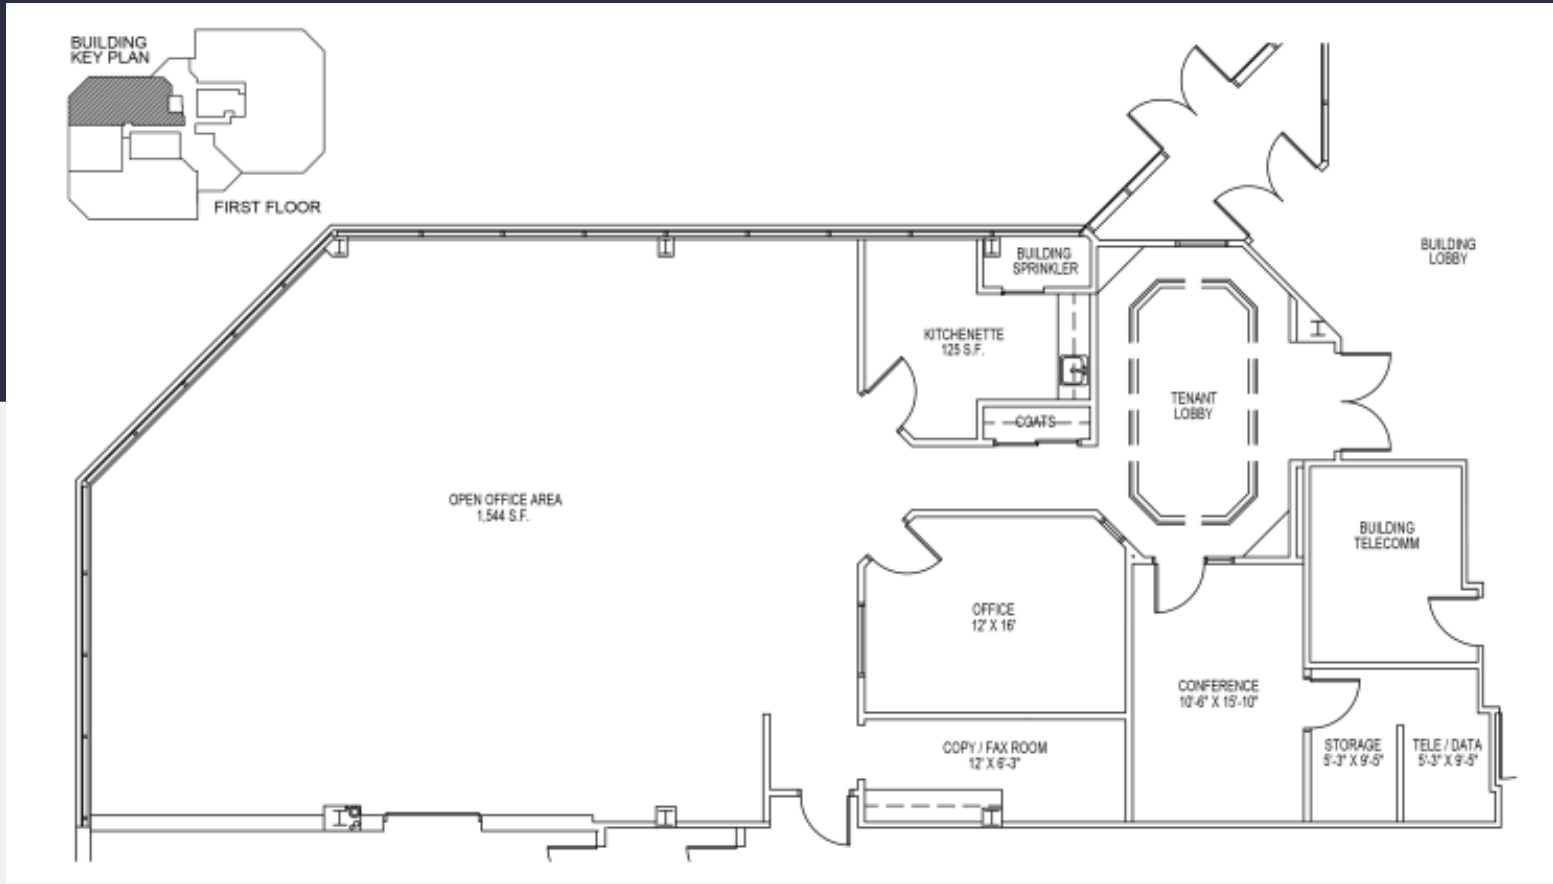 BUILDING
KEY PLAN
FIRST FLOOR
BUILDING
SPRINKLER
BUILDING
LOBBY
KITCHENETTE
125 S.F.
TENANT
LOBBY
COATS
OPEN OFFICE AREA
1,544 S.F.
BUILDING
TELECOMM
OFFICE
12' X 16'
CONFERENCE
10'-6" X 15'-10"
COPY / FAX ROOM
12' X 6'-3"
STORAGE
5'-3" X 9'-5"
TELE / DATA
5'-3" X 9'-5"